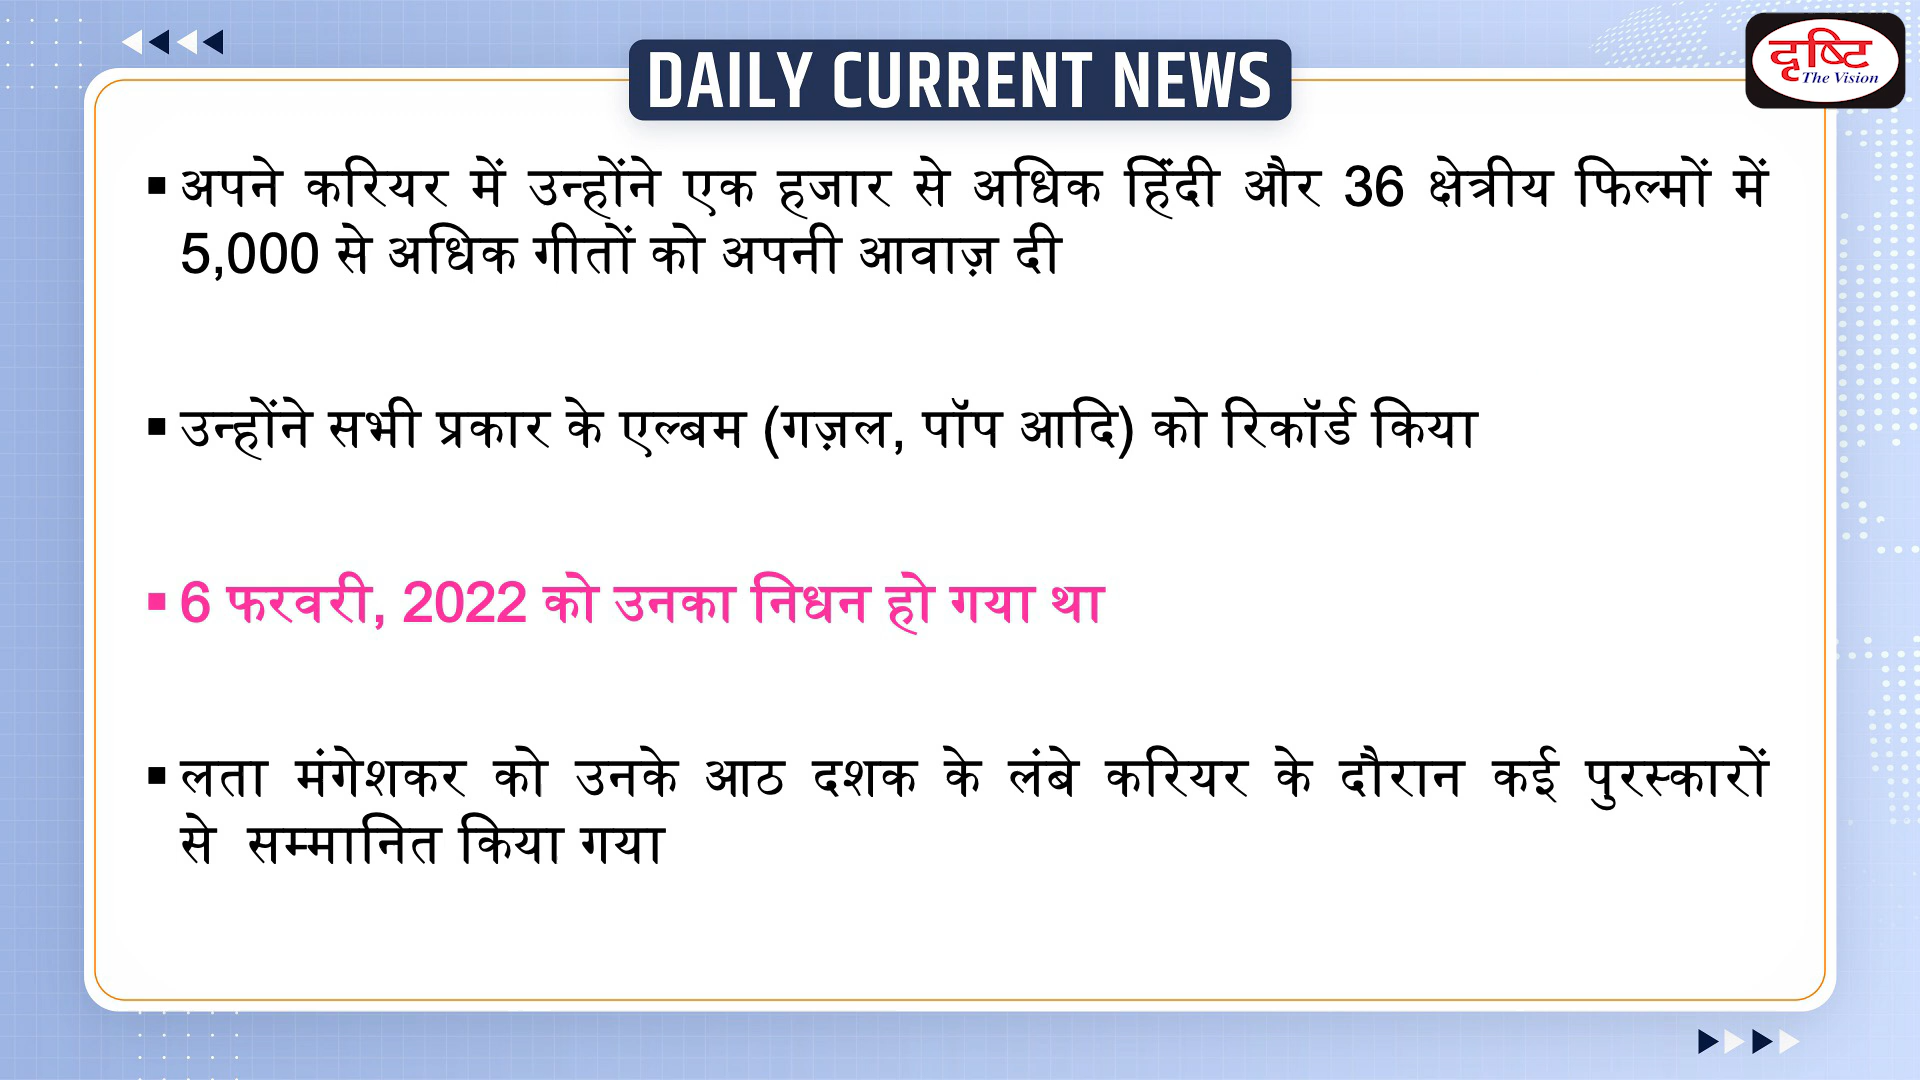 DAILY CURRENT NEWS
दृष्टि
The Vision
▪ अपने करियर में उन्होंने एक हजार से अधिक हिंदी और 36 क्षेत्रीय फिल्मों में
5,000 से अधिक गीतों को अपनी आवाज़ दी
▪ उन्होंने सभी प्रकार के एल्बम (गज़ल, पॉप आदि) को रिकॉर्ड किया
▪ 6 फरवरी, 2022 को उनका निधन हो गया था
▪ लता मंगेशकर को उनके आठ दशक के लंबे करियर के दौरान कई पुरस्कारों
से सम्मानित किया गया